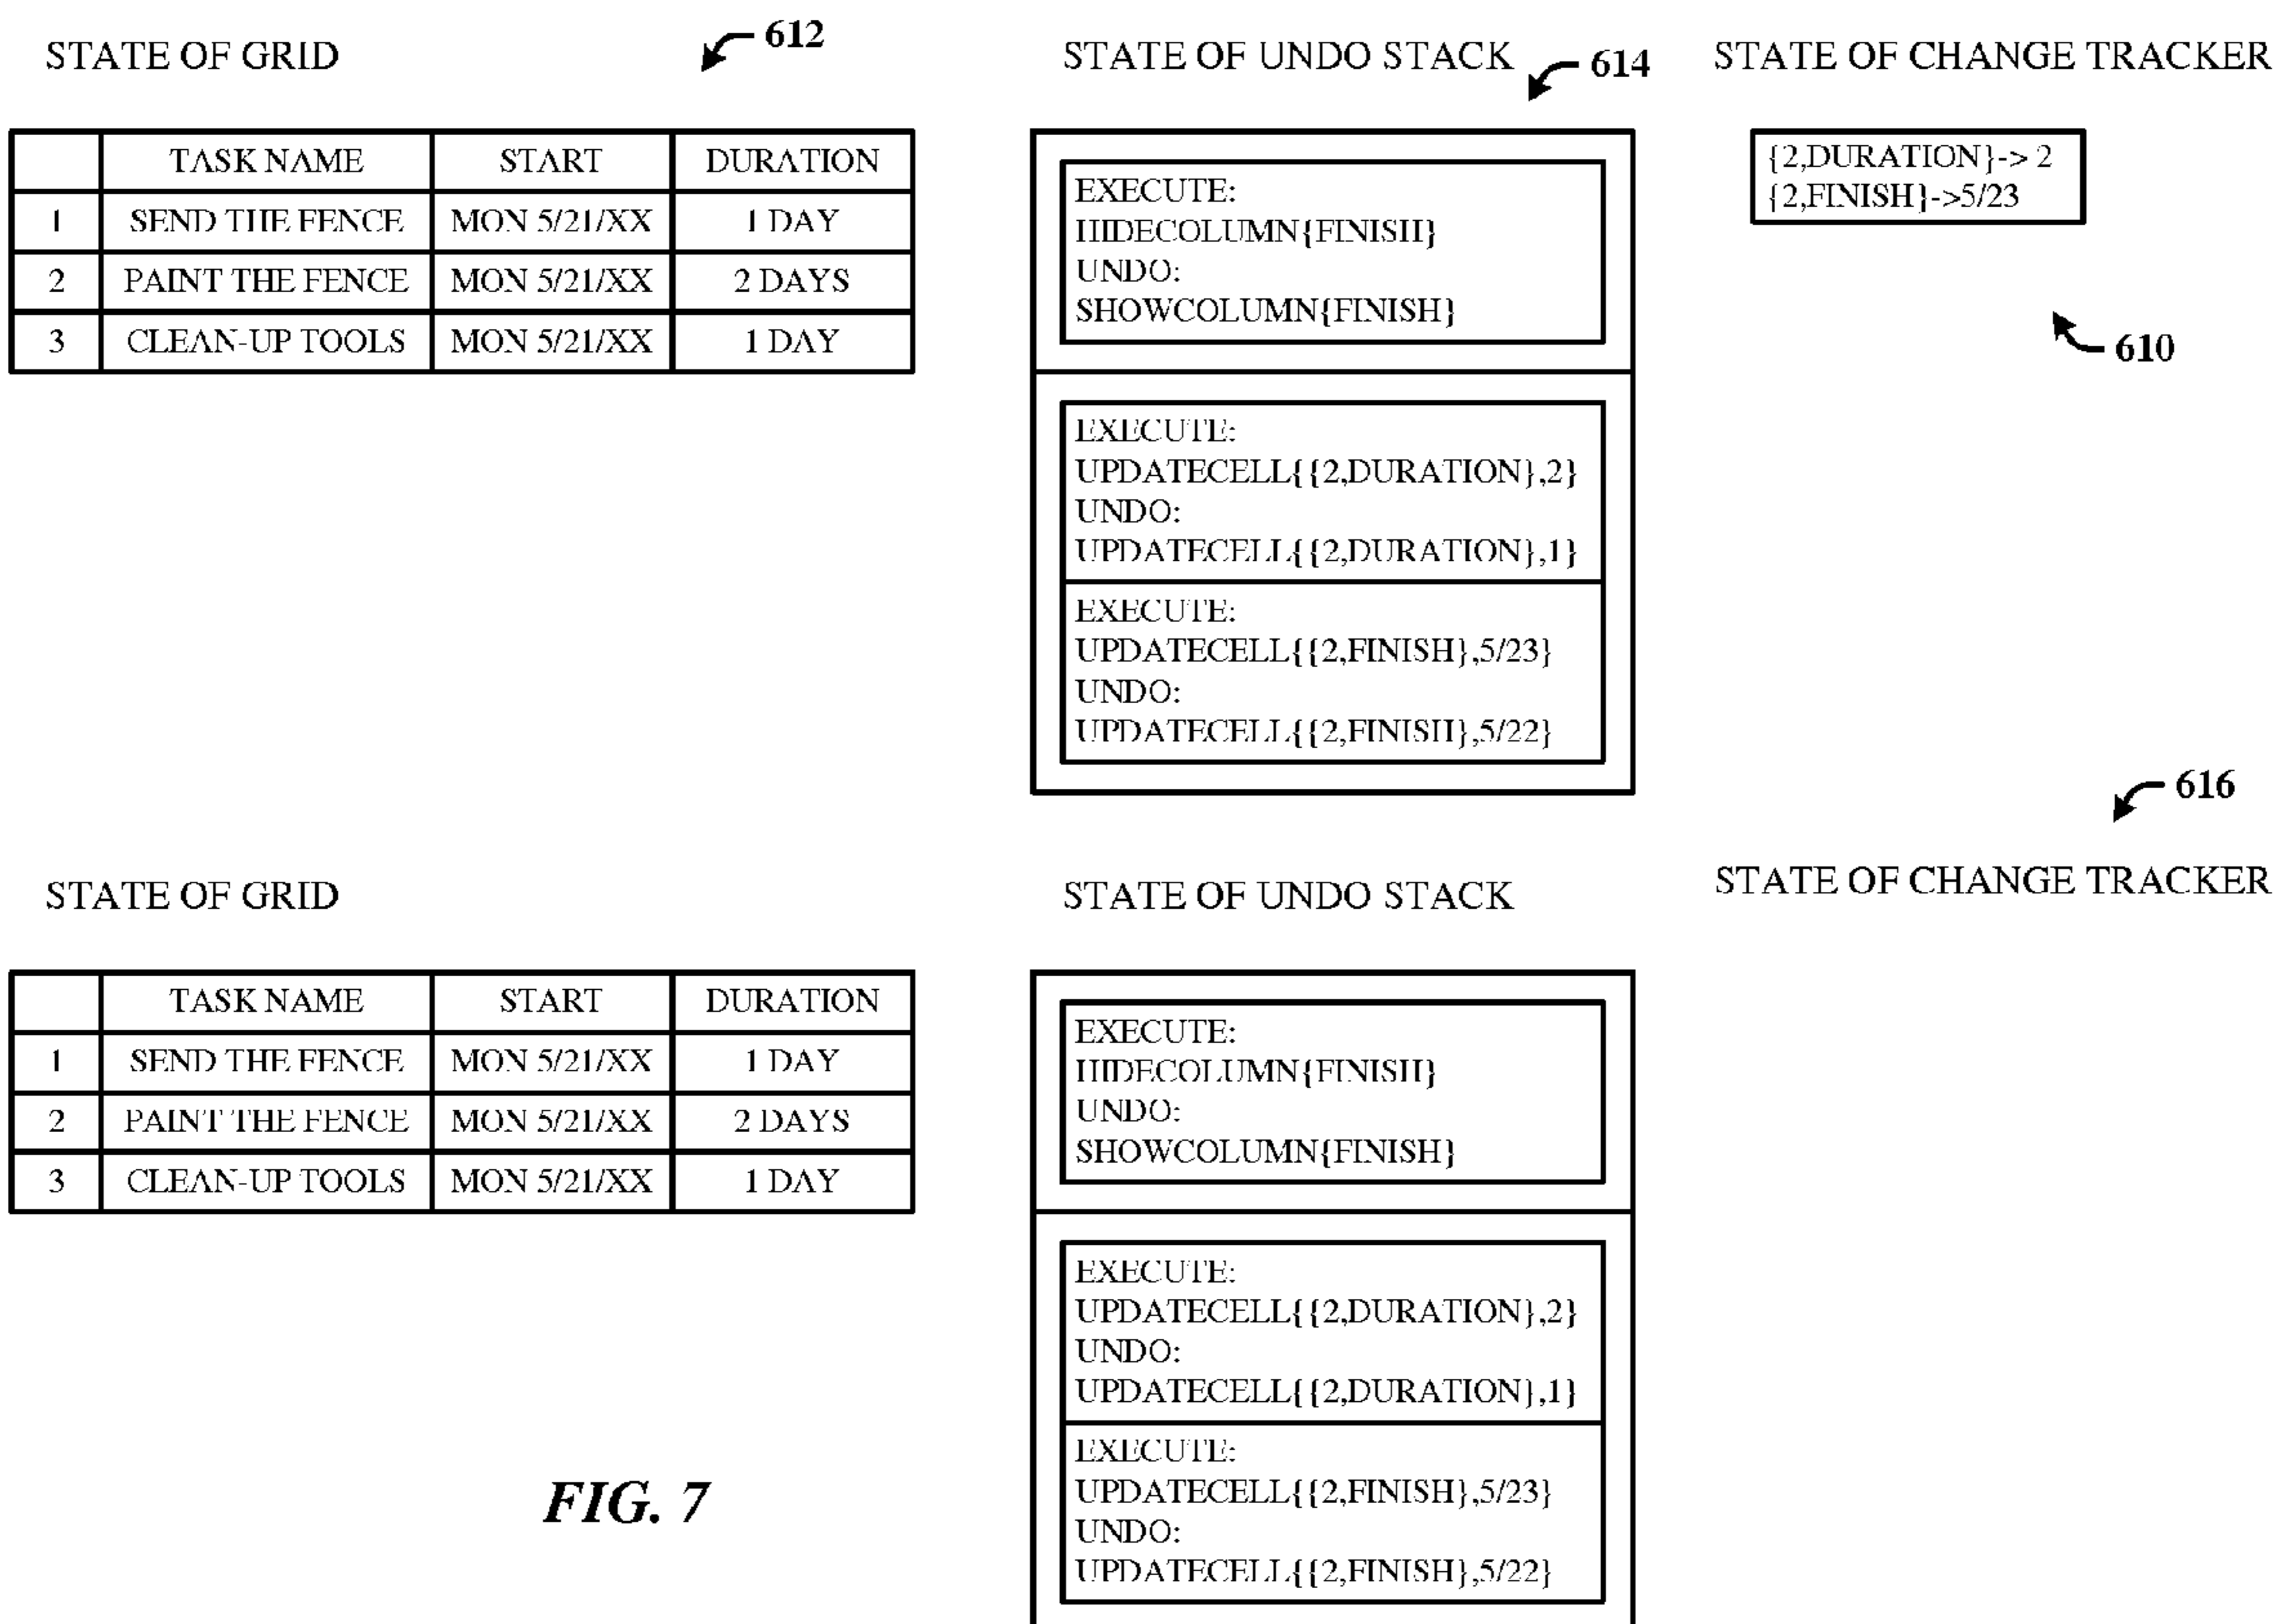 STATE OF GRID
612
TASK NAME START DURATION
1 SEND THE FENCE MON 5/21/XX 1 DAY
2 PAINT THE FENCE MON 5/21/XX 2 DAYS
3 CLEAN-UP TOOLS MON 5/21/XX 1 DAY
STATE OF UNDO STACK
614
EXECUTE:
HIDECOLUMN{FINISH}
UNDO:
SHOWCOLUMN{FINISH}
EXECUTE:
UPDATECELL{{2,DURATION},2}
UNDO:
UPDATECELL{{2,DURATION},1}
EXECUTE:
UPDATECELL{{2,FINISH},5/23}
UNDO:
UPDATECELL{{2,FINISH},5/22}
STATE OF CHANGE TRACKER
{2,DURATION}-> 2
{2,FINISH}->5/23
610
616
STATE OF GRID
TASK NAME START DURATION
1 SEND THE FENCE MON 5/21/XX 1 DAY
2 PAINT THE FENCE MON 5/21/XX 2 DAYS
3 CLEAN-UP TOOLS MON 5/21/XX 1 DAY
STATE OF UNDO STACK
EXECUTE:
HIDECOLUMN{FINISH}
UNDO:
SHOWCOLUMN{FINISH}
EXECUTE:
UPDATECELL{{2,DURATION},2}
UNDO:
UPDATECELL{{2,DURATION},1}
EXECUTE:
UPDATECELL{{2,FINISH},5/23}
UNDO:
UPDATECELL{{2,FINISH},5/22}
STATE OF CHANGE TRACKER
FIG. 7